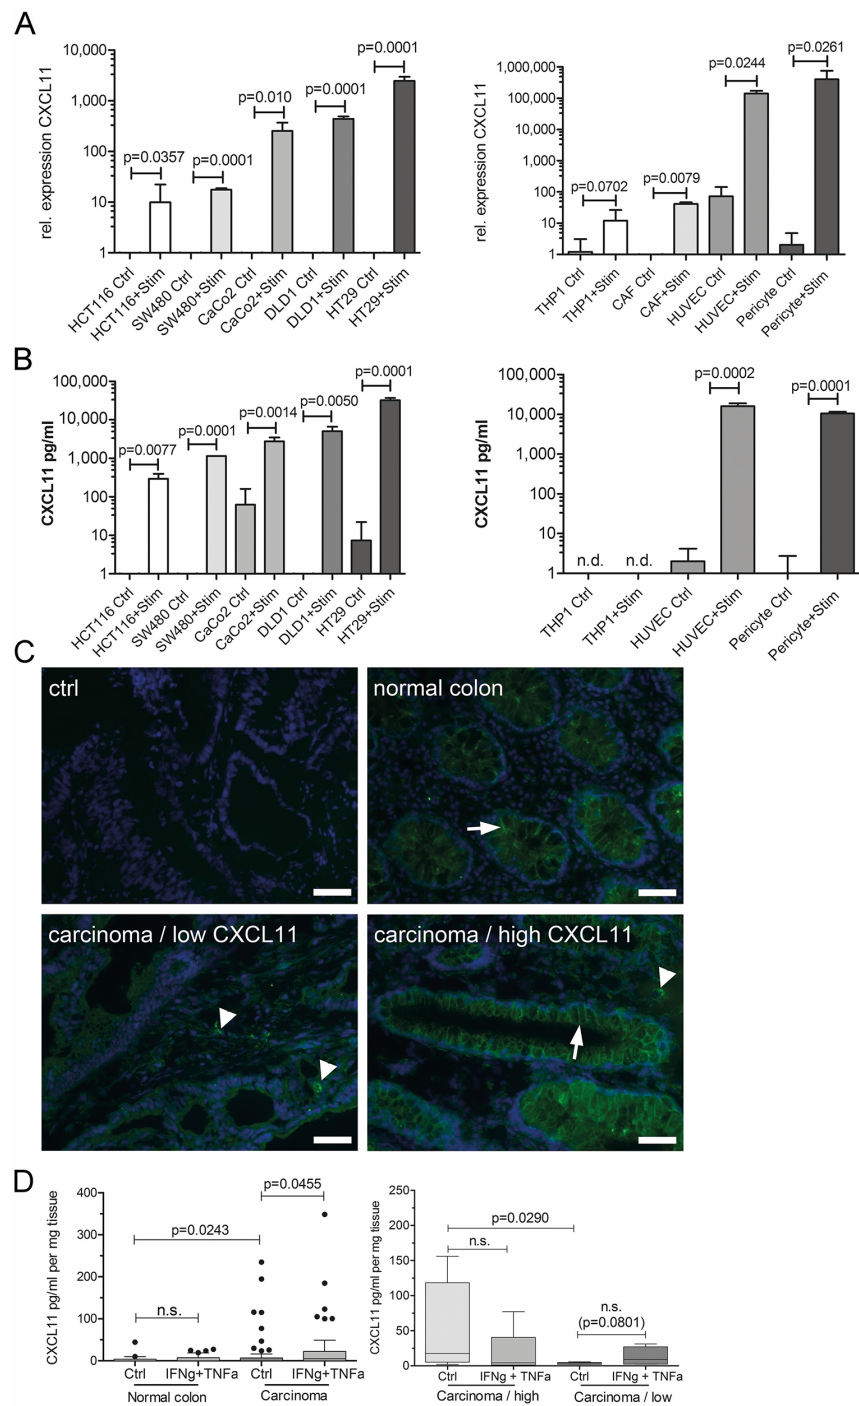 A
rel. expression CXCL11
10,000
1,000
100
10
1
p=0.0357
p=0.0001
p=0.010
p=0.0001
p=0.0001
HCT116 Ctrl
HCT116+Stim
SW480 Ctrl
SW480+Stim
CaCo2 Ctrl
CaCo2+Stim
DLD1 Ctrl
DLD1+Stim
HT29 Ctrl
HT29+Stim
rel. expression CXCL11
1,000,000
100,000
10,000
1,000
100
10
1
p=0.0702
p=0.0079
p=0.0244
p=0.0261
THP1 Ctrl
THP1+Stim
CAF Ctrl
CAF+Stim
HUVEC Ctrl
HUVEC+Stim
Pericyte Ctrl
Pericyte+Stim
B
CXCL11 pg/ml
100,000
10,000
1,000
100
10
1
p=0.0077
p=0.0001
p=0.0014
p=0.0050
p=0.0001
HCT116 Ctrl
HCT116+Stim
SW480 Ctrl
SW480+Stim
CaCo2 Ctrl
CaCo2+Stim
DLD1 Ctrl
DLD1+Stim
HT29 Ctrl
HT29+Stim
CXCL11 pg/ml
100,000
10,000
1,000
100
10
1
n.d.
n.d.
p=0.0002
p=0.0001
THP1 Ctrl
THP1+Stim
HUVEC Ctrl
HUVEC+Stim
Pericyte Ctrl
Pericyte+Stim
C
ctrl
normal colon
carcinoma / low CXCL11
carcinoma / high CXCL11
D
CXCL11 pg/ml per mg tissue
400
300
200
100
0
n.s.
p=0.0243
p=0.0455
Ctrl
IFNg+TNFa
Ctrl
IFNg+TNFa
Normal colon
Carcinoma
CXCL11 pg/ml per mg tissue
250
200
150
100
50
0
p=0.0290
n.s.
n.s.
(p=0.0801)
Ctrl
IFNg + TNFa
Ctrl
IFNg + TNFa
Carcinoma / high
Carcinoma / low